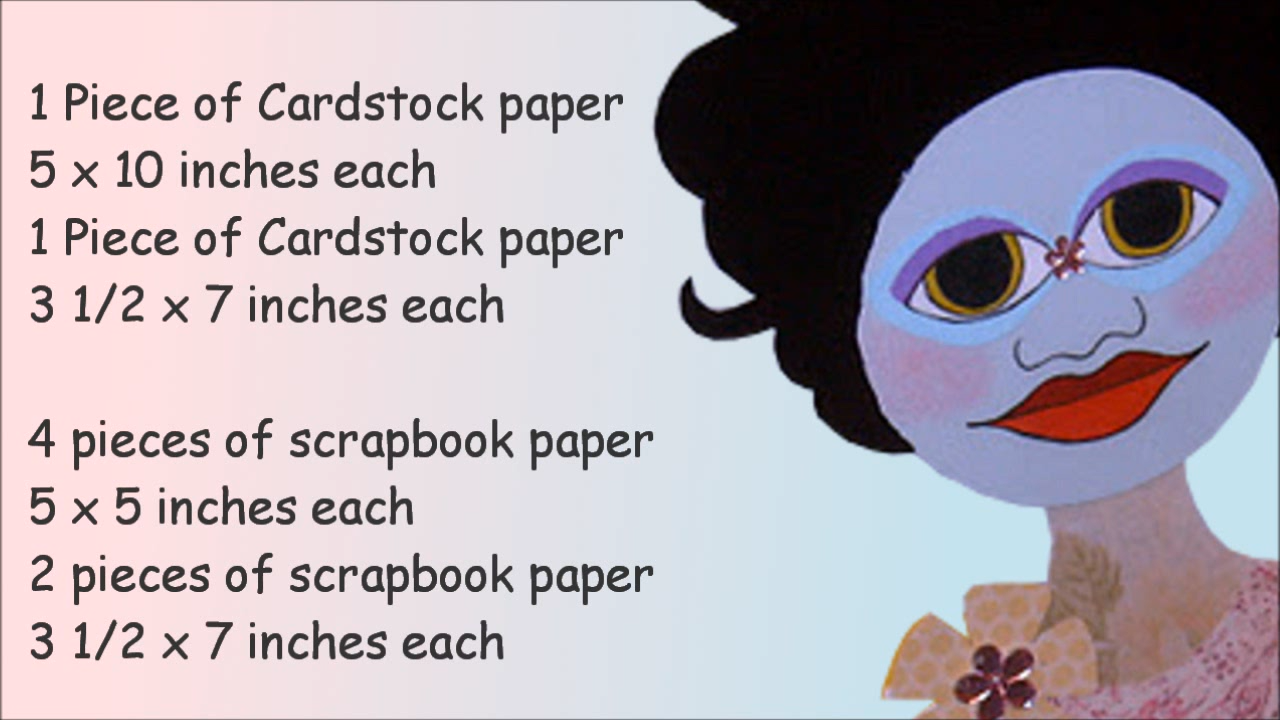 1 Piece of Cardstock paper
5 x 10 inches each
1 Piece of Cardstock paper
3 1/2 x 7 inches each
4 pieces of scrapbook paper
5 x 5 inches each
2 pieces of scrapbook paper
3 1/2 x 7 inches each